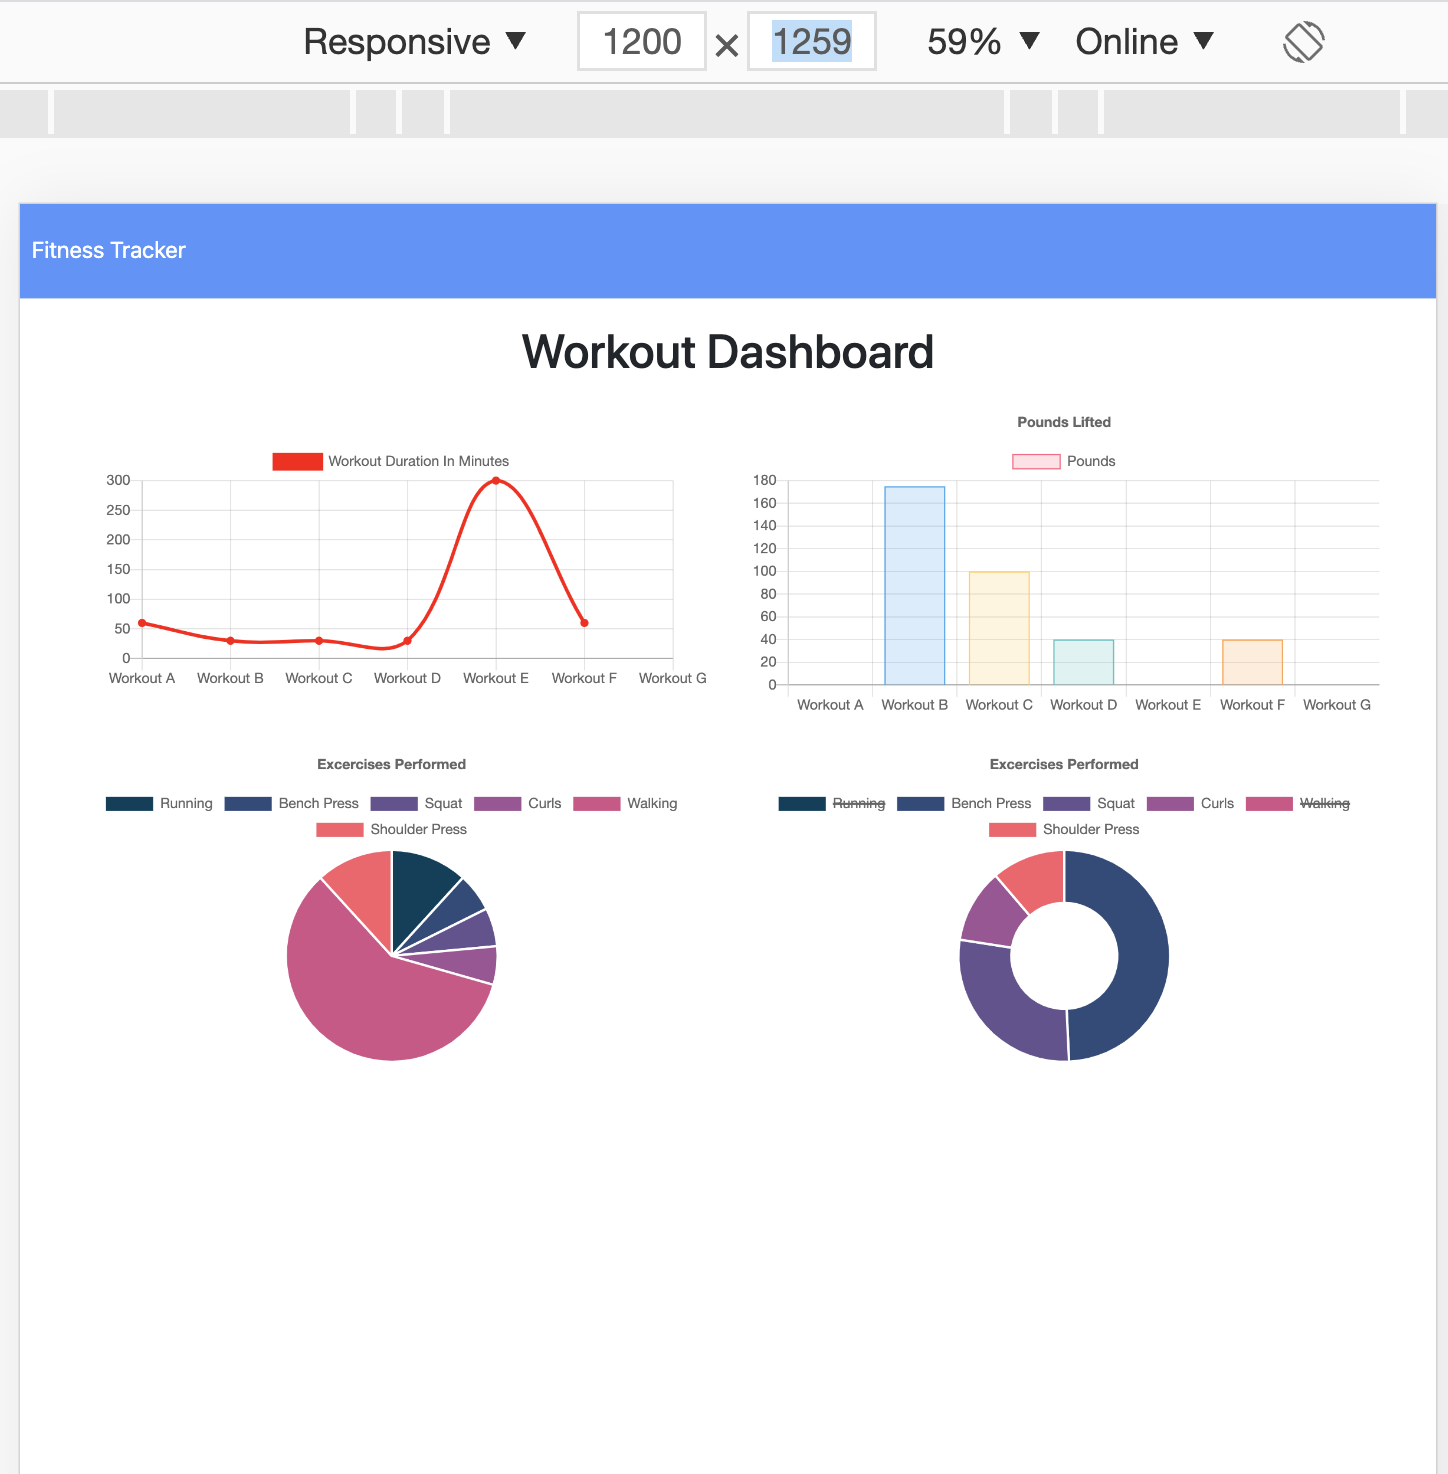 Responsive ▼ 1200 × 1259 59% ▼ Online ▼
Fitness Tracker
Workout Dashboard
Workout Duration In Minutes
300
250
200
150
100
50
0
Workout A Workout B Workout C Workout D Workout E Workout F Workout G
Pounds Lifted
Pounds
180
160
140
120
100
80
60
40
20
0
Workout A Workout B Workout C Workout D Workout E Workout F Workout G
Excercises Performed
Running Bench Press Squat Curls Walking
Shoulder Press
Excercises Performed
Running Bench Press Squat Curls Walking
Shoulder Press